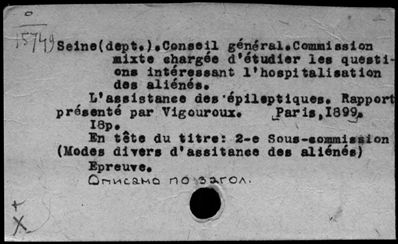 15749
Seine(dept.).Conseil général.Commission
mixte chargée d'étudier les questi-
ons intéressant l'hospitalisation
des aliénés.
L'assistance des épileptiques. Rapport
présenté par Vigouroux. Paris,I899.
I8p.
En tête du titre: 2-e Sous-commission
(Modes divers d'assitance des aliénés)
Epreuve.
Описано по загол.
+
X